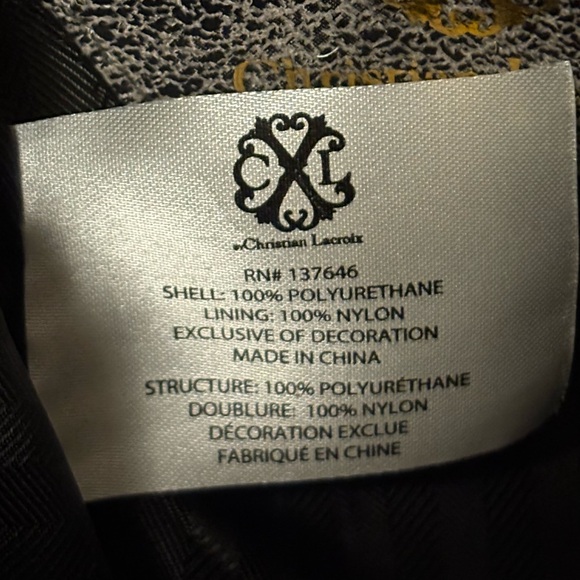 Christian L
CXL
by Christian Lacroix
RN# 137646
SHELL: 100% POLYURETHANE
LINING: 100% NYLON
EXCLUSIVE OF DECORATION
MADE IN CHINA
STRUCTURE: 100% POLYURÉTHANE
DOUBLURE: 100% NYLON
DÉCORATION EXCLUE
FABRIQUÉ EN CHINE